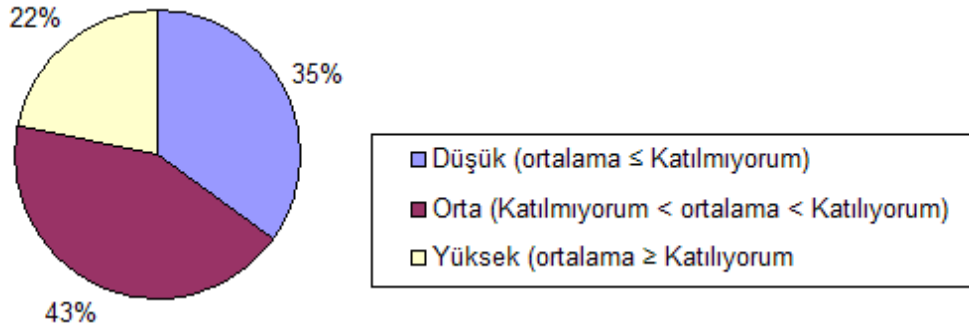 22%
35%
43%
Düşük (ortalama ≤ Katılmıyorum)
Orta (Katılmıyorum < ortalama < Katılıyorum)
Yüksek (ortalama ≥ Katılıyorum